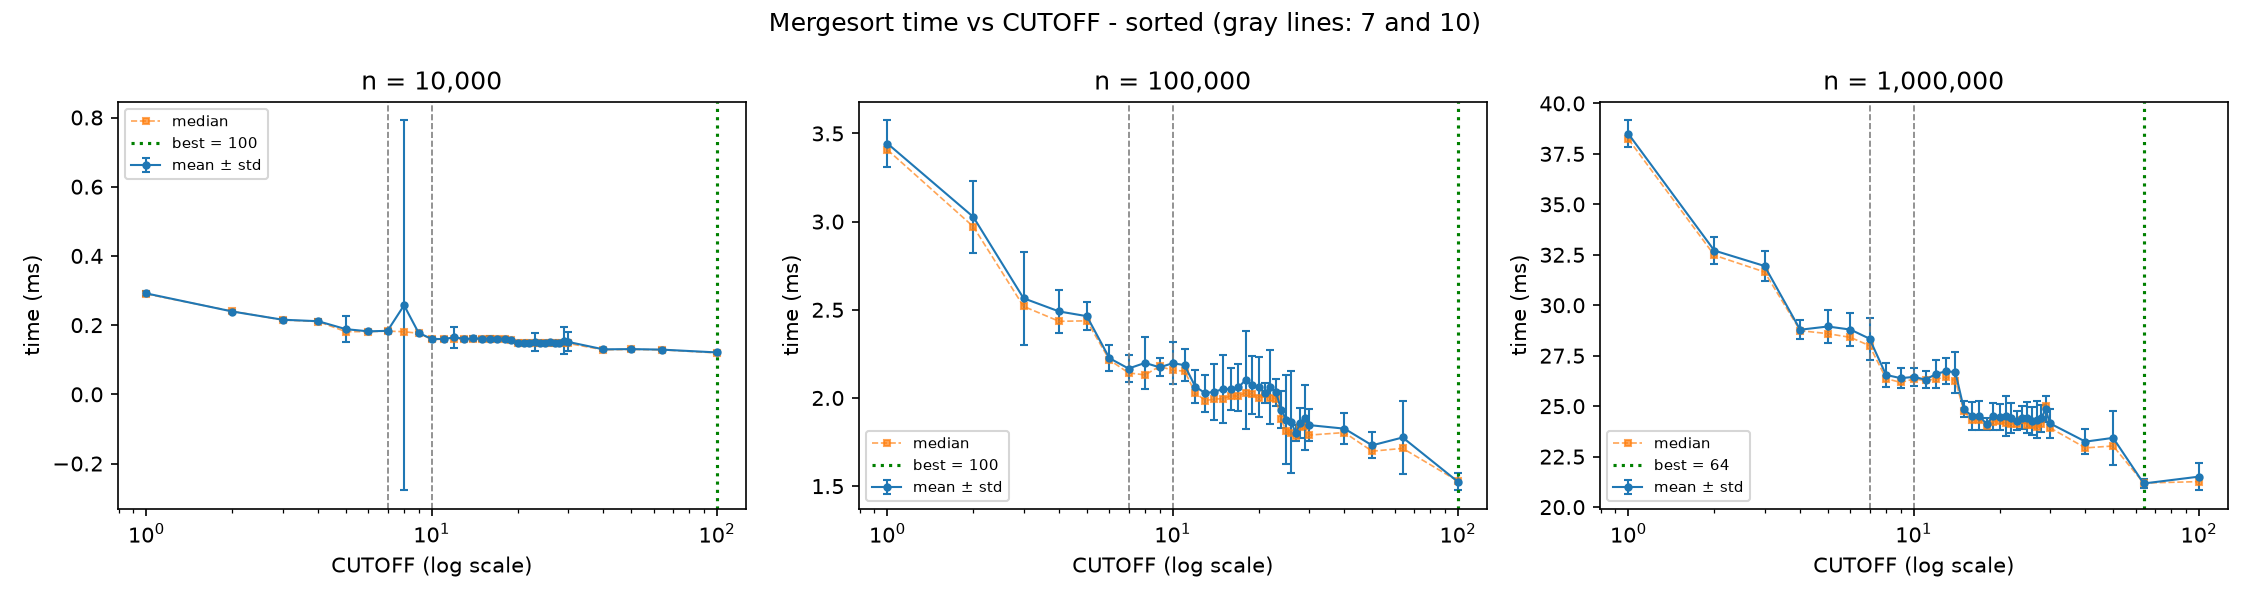 Mergesort time vs CUTOFF - sorted (gray lines: 7 and 10)
n = 10,000
time (ms)
0.8
0.6
0.4
0.2
0.0
−0.2
median
best = 100
mean ± std
10⁰
10¹
10²
CUTOFF (log scale)
n = 100,000
time (ms)
3.5
3.0
2.5
2.0
1.5
median
best = 100
mean ± std
10⁰
10¹
10²
CUTOFF (log scale)
n = 1,000,000
time (ms)
40.0
37.5
35.0
32.5
30.0
27.5
25.0
22.5
20.0
median
best = 64
mean ± std
10⁰
10¹
10²
CUTOFF (log scale)